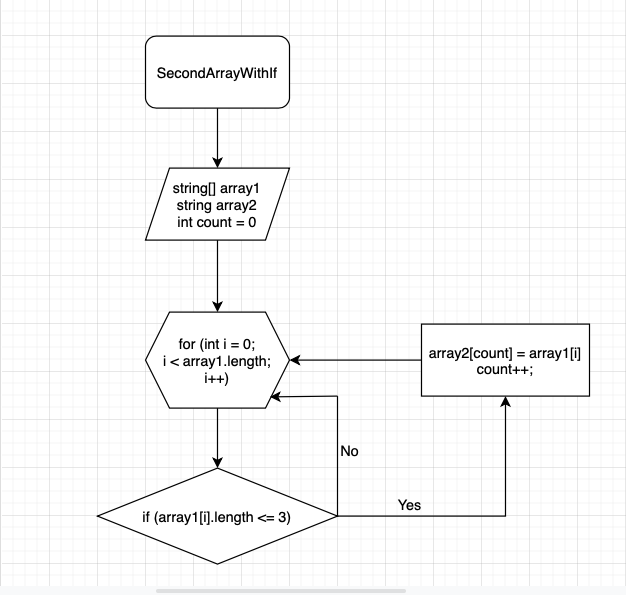 SecondArrayWithIf
string[] array1
string array2
int count = 0
for (int i = 0;
i < array1.length;
i++)
array2[count] = array1[i]
count++;
No
Yes
if (array1[i].length <= 3)